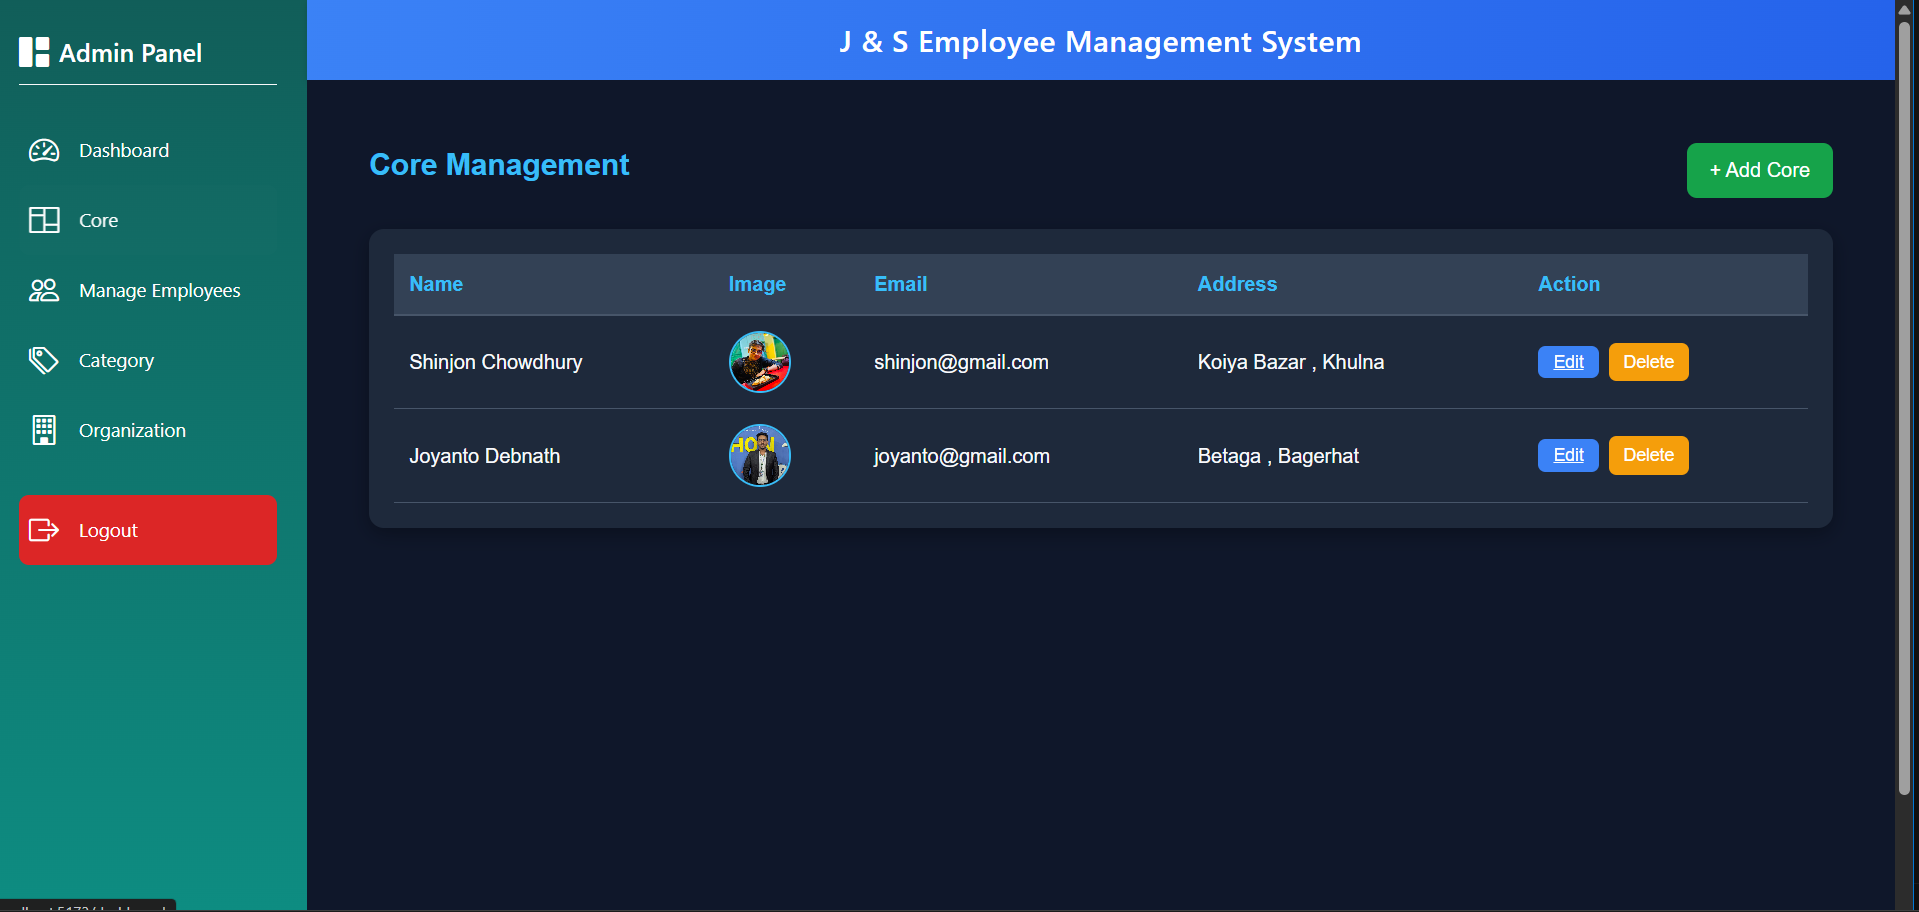 Admin Panel
J & S Employee Management System
Dashboard
Core
Manage Employees
Category
Organization
Logout
Core Management
+ Add Core
Name Image Email Address Action
Shinjon Chowdhury shinjon@gmail.com Koiya Bazar , Khulna Edit Delete
Joyanto Debnath joyanto@gmail.com Betaga , Bagerhat Edit Delete